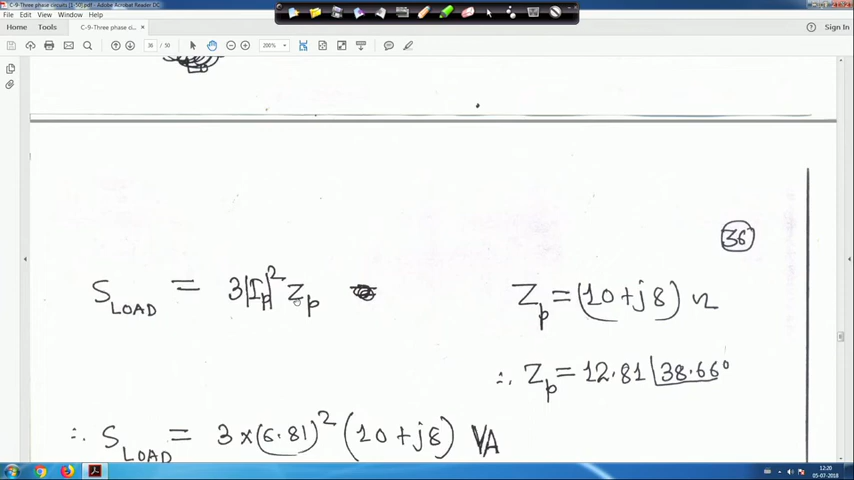 C-9-Three phase circuits [1-50].pdf - Adobe Acrobat Reader DC
File Edit View Window Help
Home Tools C-9-Three phase ci... × Sign In
36 / 50 200%
36
S_LOAD = 3|I_p|² Z_p
Z_p = (10+j8) Ω
∴ Z_p = 12.81 ∠38.66°
∴ S_LOAD = 3×(6.81)² (10+j8) VA
12:20
05-07-2018